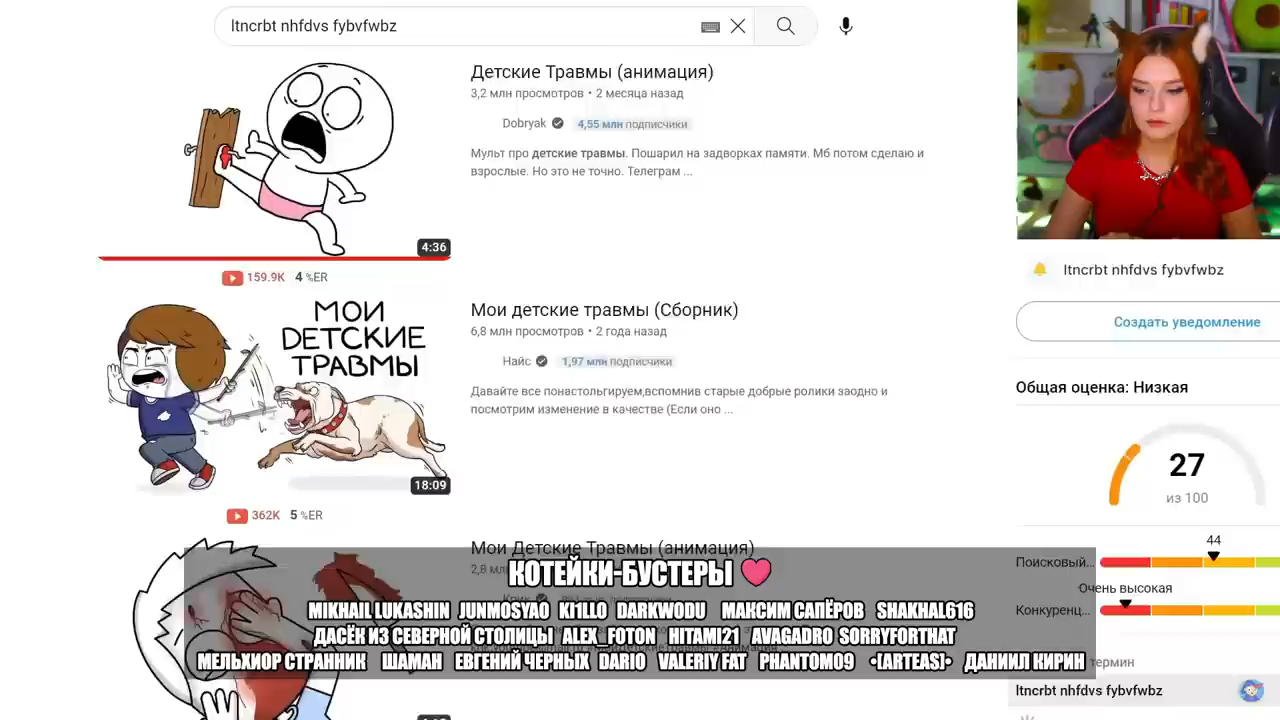 ltncrbt nhfdvs fybvfwbz
Детские Травмы (анимация)
3,2 млн просмотров • 2 месяца назад
Dobryak
4,55 млн подписчики
Мульт про детские травмы. Пошарил на задворках памяти. Мб потом сделаю и
взрослые. Но это не точно. Телеграм ...
4:36
159.9K 4 %ER
МОИ
ДЕТСКИЕ
ТРАВМЫ
18:09
Мои детские травмы (Сборник)
6,8 млн просмотров • 2 года назад
Найс
1,97 млн подписчики
Давайте все понастольгируем,вспомнив старые добрые ролики заодно и
посмотрим изменение в качестве (Если оно ...
362K 5 %ER
Мои Детские Травмы (анимация)
КОТЕЙКИ-БУСТЕРЫ
MIKHAIL LUKASHIN JUNMOSYAO KI1LLO DARKWODU МАКСИМ САПЁРОВ SHAKHAL616
ДАСЁК ИЗ СЕВЕРНОЙ СТОЛИЦЫ ALEX_FOTON HITAMI21 AVAGADRO SORRYFORTHAT
МЕЛЬХИОР СТРАННИК ШАМАН ЕВГЕНИЙ ЧЕРНЫХ DARIO VALERIY FAT PHANTOM09 •[ARTEAS]• ДАНИИЛ КИРИН
ltncrbt nhfdvs fybvfwbz
Создать уведомление
Общая оценка: Низкая
27
из 100
44
Поисковый...
Очень высокая
Конкуренц...
термин
ltncrbt nhfdvs fybvfwbz